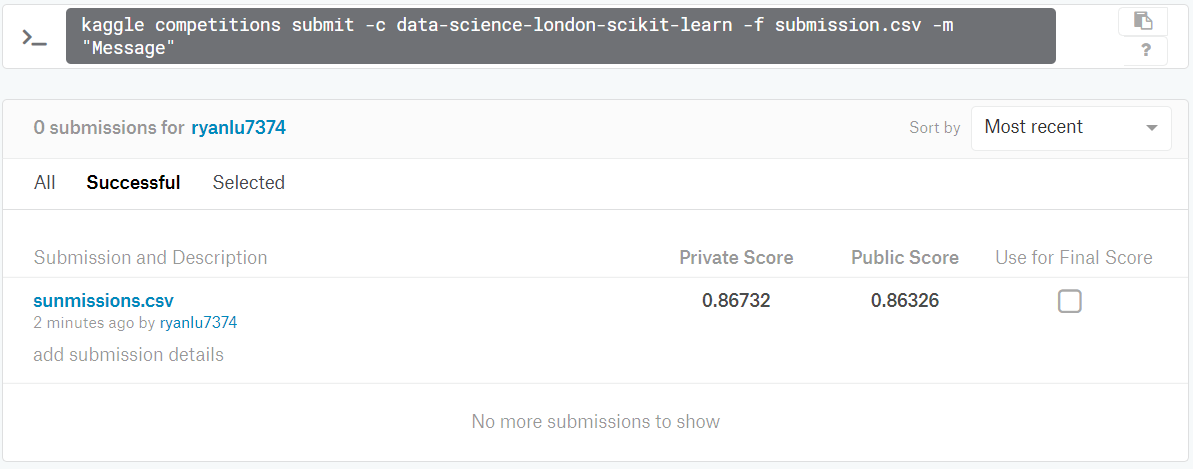 >_ kaggle competitions submit -c data-science-london-scikit-learn -f submission.csv -m
"Message"
?
0 submissions for ryanlu7374 Sort by Most recent
All Successful Selected
Submission and Description Private Score Public Score Use for Final Score
sunmissions.csv 0.86732 0.86326
2 minutes ago by ryanlu7374
add submission details
No more submissions to show